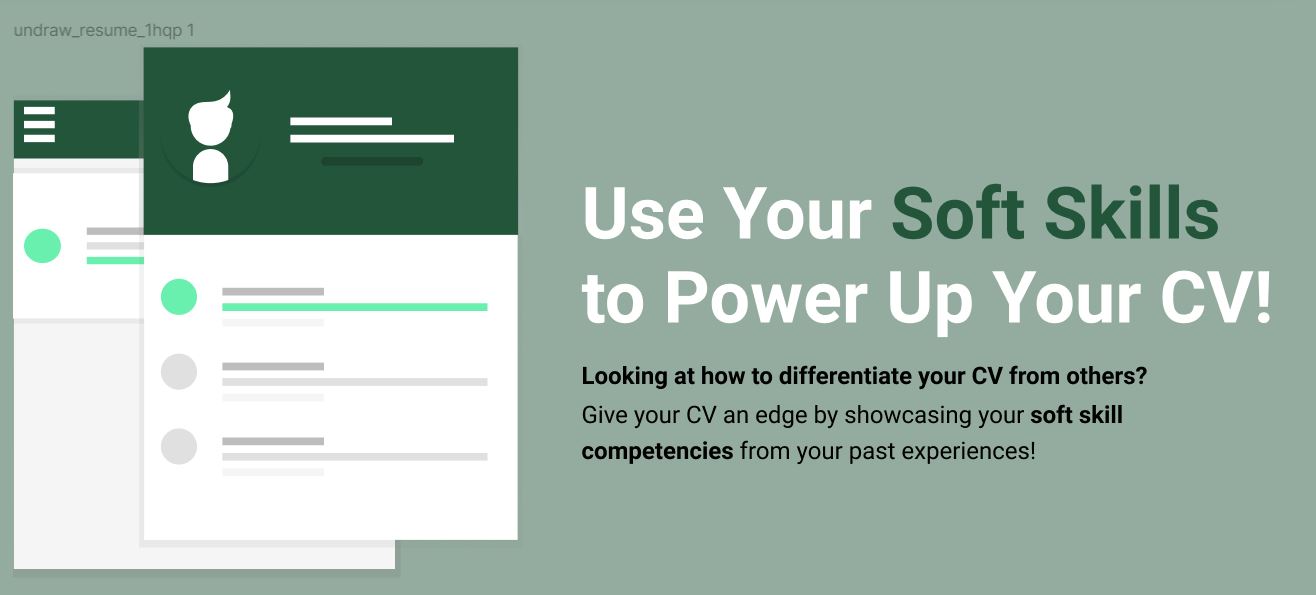 undraw_resume_1hqp 1
Use Your Soft Skills
to Power Up Your CV!
Looking at how to differentiate your CV from others?
Give your CV an edge by showcasing your soft skill
competencies from your past experiences!